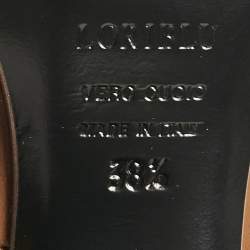 LORIBLU
VERO CUOIO
MADE IN ITALY
38½